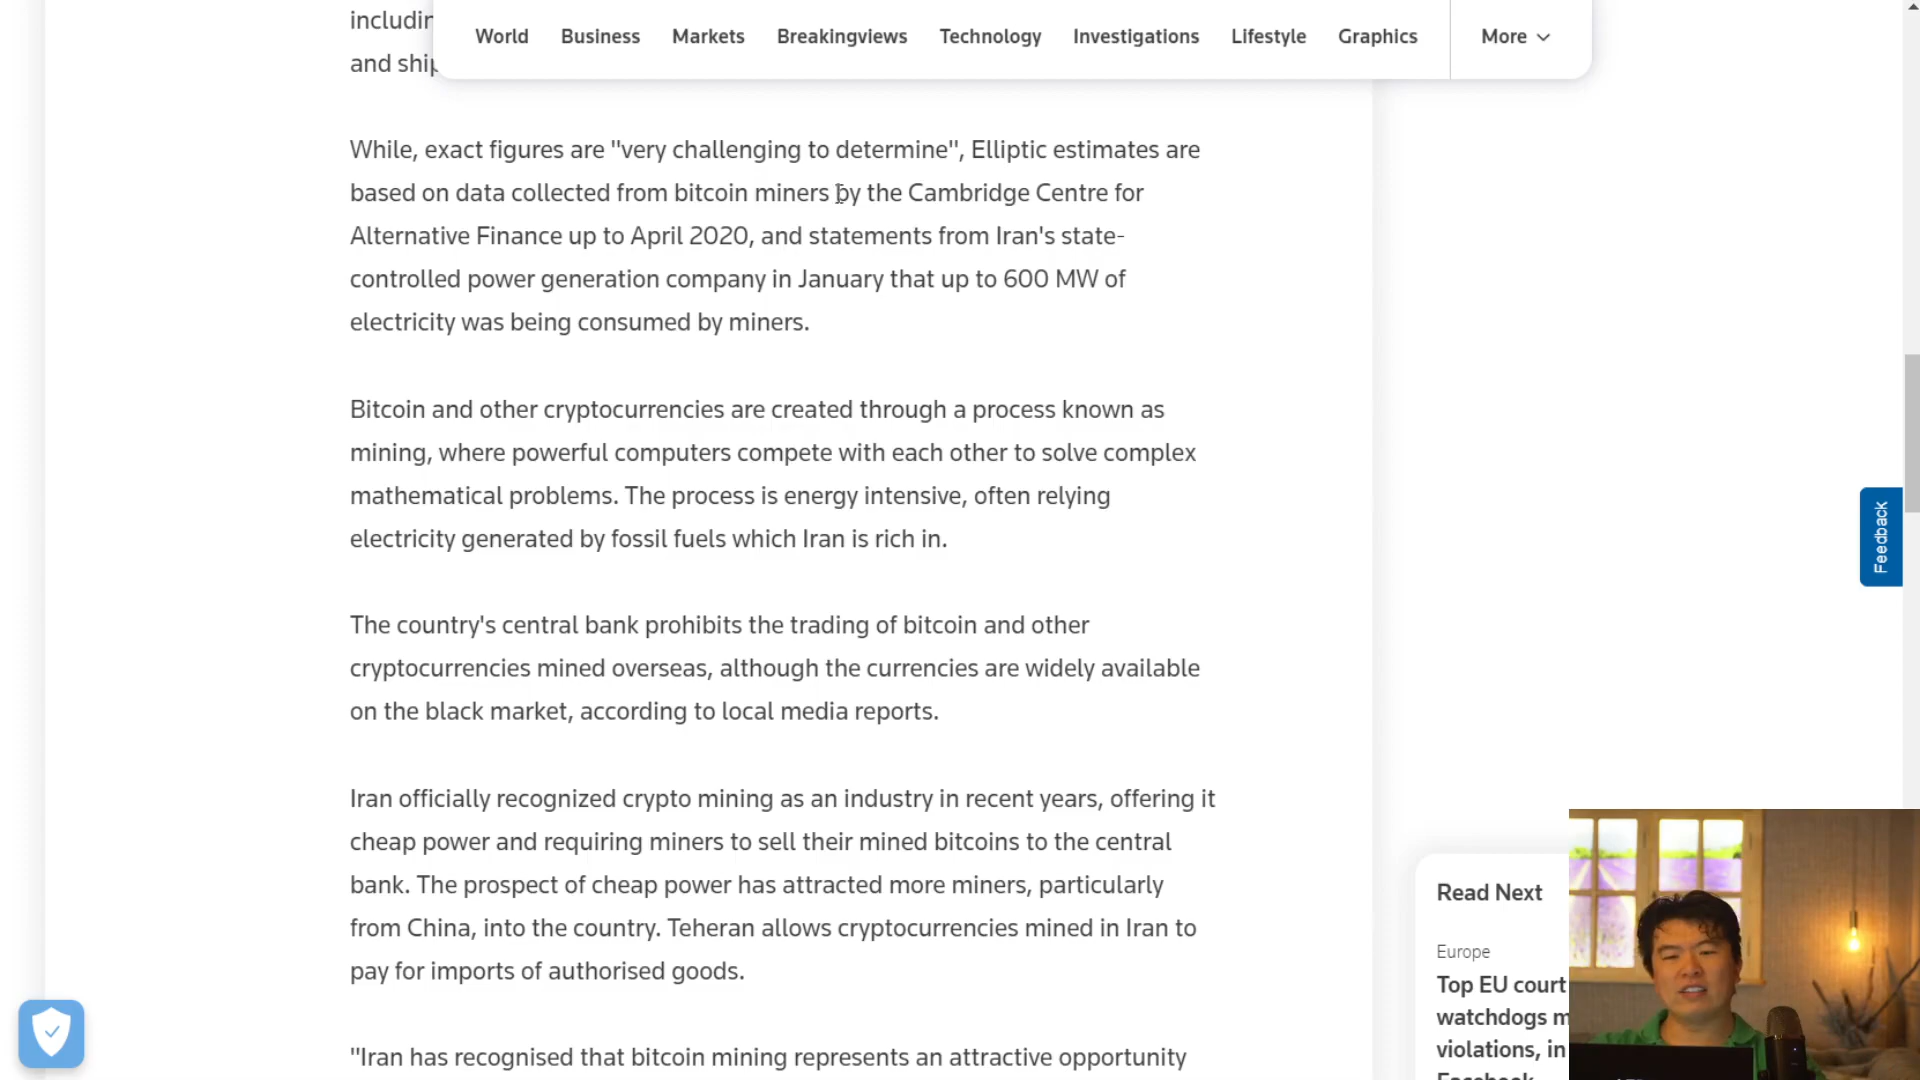 includin
and ship
World Business Markets Breakingviews Technology Investigations Lifestyle Graphics More
While, exact figures are "very challenging to determine", Elliptic estimates are
based on data collected from bitcoin miners by the Cambridge Centre for
Alternative Finance up to April 2020, and statements from Iran's state-
controlled power generation company in January that up to 600 MW of
electricity was being consumed by miners.
Bitcoin and other cryptocurrencies are created through a process known as
mining, where powerful computers compete with each other to solve complex
mathematical problems. The process is energy intensive, often relying
electricity generated by fossil fuels which Iran is rich in.
The country's central bank prohibits the trading of bitcoin and other
cryptocurrencies mined overseas, although the currencies are widely available
on the black market, according to local media reports.
Iran officially recognized crypto mining as an industry in recent years, offering it
cheap power and requiring miners to sell their mined bitcoins to the central
bank. The prospect of cheap power has attracted more miners, particularly
from China, into the country. Teheran allows cryptocurrencies mined in Iran to
pay for imports of authorised goods.
"Iran has recognised that bitcoin mining represents an attractive opportunity
Feedback
Read Next
Europe
Top EU court
watchdogs m
violations, in
Facebook